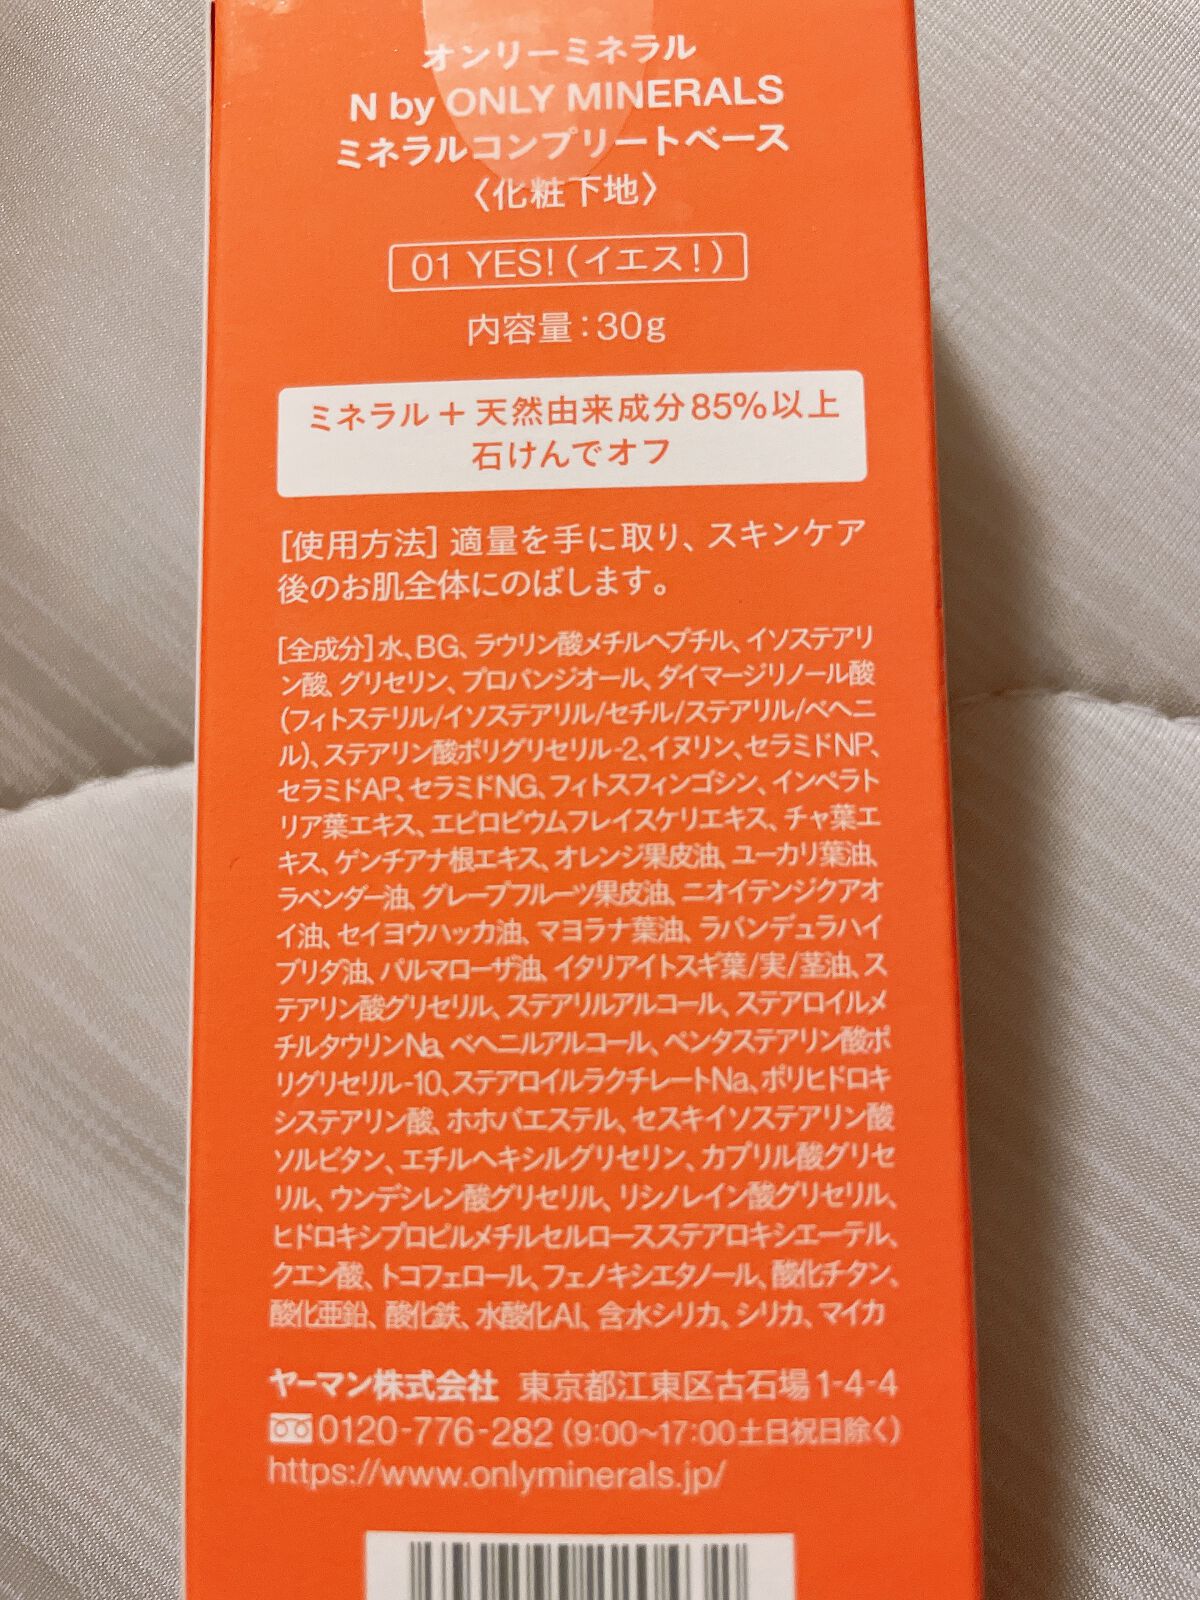 オンリーミネラル
N by ONLY MINERALS
ミネラルコンプリートベース
〈化粧下地〉
01 YES!(イエス!)
内容量:30g
ミネラル+天然由来成分85%以上
石けんでオフ
[使用方法]適量を手に取り、スキンケア
後のお肌全体にのばします。
[全成分]水、BG、ラウリン酸メチルヘプチル、イソステアリ
ン酸、グリセリン、プロパンジオール、ダイマージリノール酸
(フィトステリル/イソステアリル/セチル/ステアリル/ベヘニ
ル)、ステアリン酸ポリグリセリル-2、イヌリン、セラミドNP、
セラミドAP、セラミドNG、フィトスフィンゴシン、インペラト
リア葉エキス、エピロビウムフレイスケリエキス、チャ葉エ
キス、ゲンチアナ根エキス、オレンジ果皮油、ユーカリ葉油、
ラベンダー油、グレープフルーツ果皮油、ニオイテンジクアオ
イ油、セイヨウハッカ油、マヨラナ葉油、ラバンデュラハイ
ブリダ油、パルマローザ油、イタリアイトスギ葉/実/茎油、ス
テアリン酸グリセリル、ステアリルアルコール、ステアロイルメ
チルタウリンNa、ベヘニルアルコール、ペンタステアリン酸ポ
リグリセリル-10、ステアロイルラクチレートNa、ポリヒドロキ
システアリン酸、ホホバエステル、セスキイソステアリン酸
ソルビタン、エチルヘキシルグリセリン、カプリル酸グリセ
リル、ウンデシレン酸グリセリル、リシノレイン酸グリセリル、
ヒドロキシプロピルメチルセルロースステアロキシエーテル、
クエン酸、トコフェロール、フェノキシエタノール、酸化チタン、
酸化亜鉛、酸化鉄、水酸化Al、含水シリカ、シリカ、マイカ
ヤーマン株式会社 東京都江東区古石場1-4-4
0120-776-282(9:00~17:00土日祝日除く)
https://www.onlyminerals.jp/